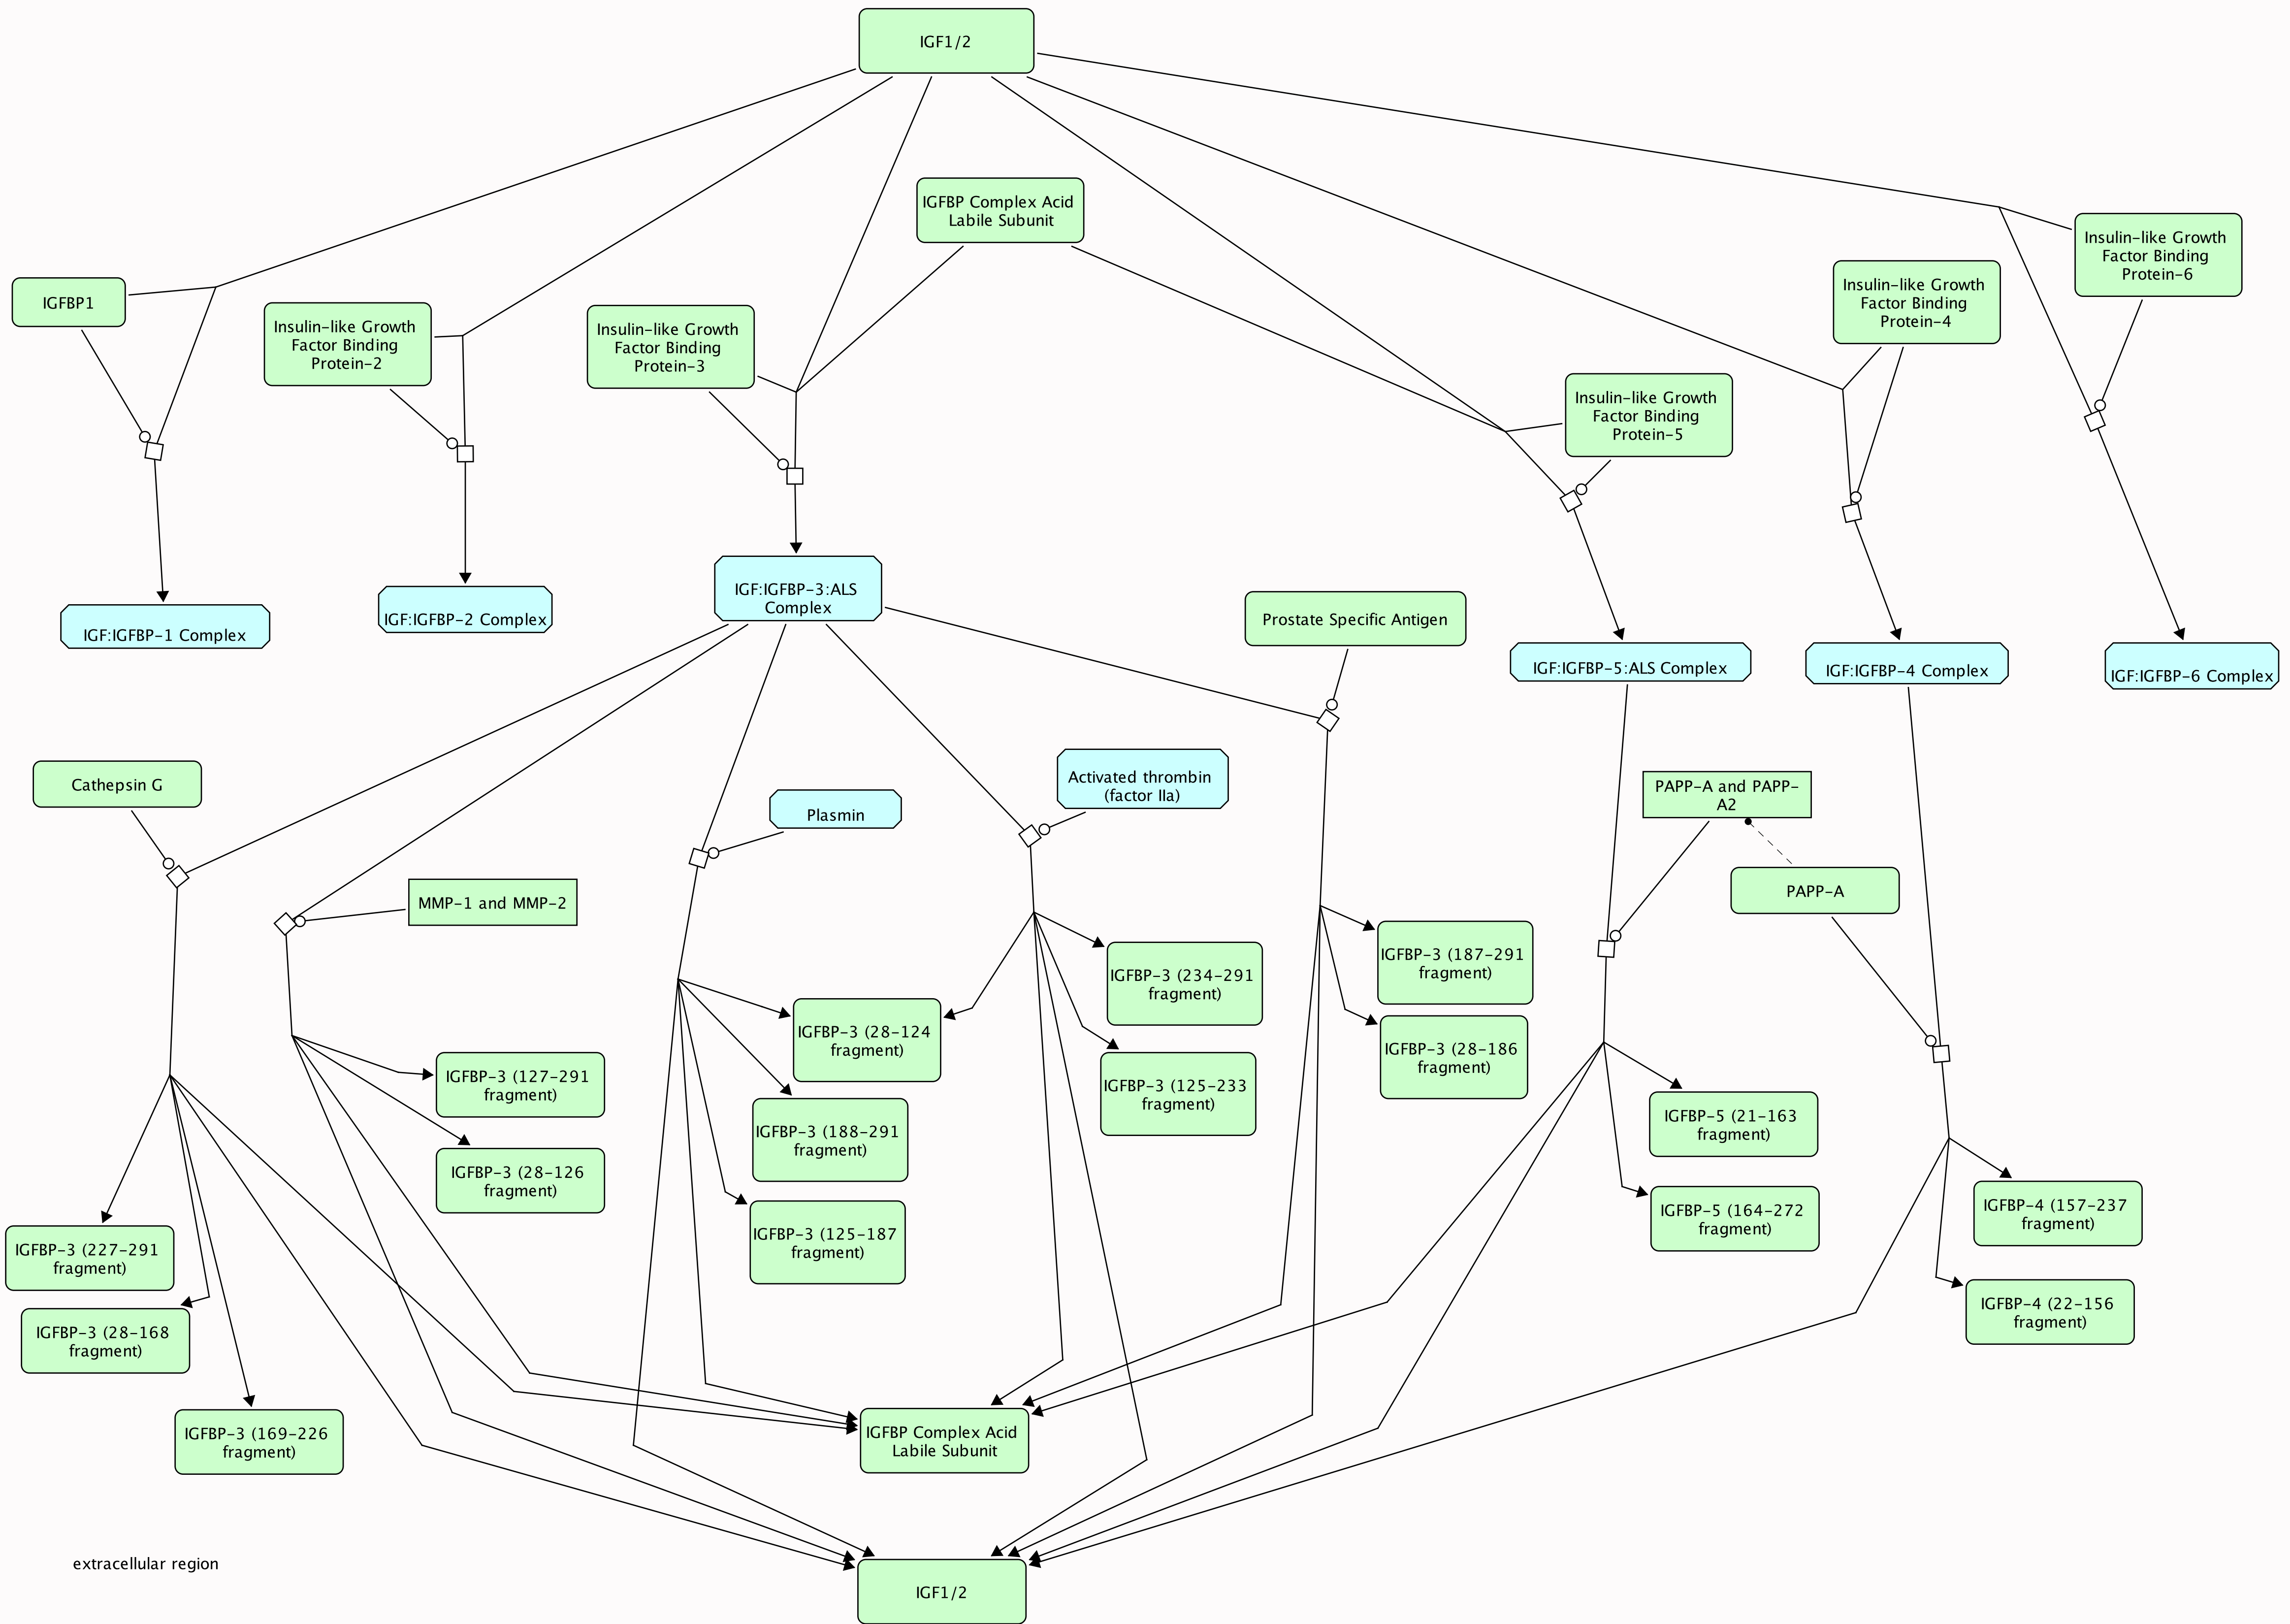 IGF1/2
IGFBP Complex Acid
Labile Subunit
Insulin-like Growth
Factor Binding
Protein-6
IGFBP1
Insulin-like Growth
Factor Binding
Protein-2
Insulin-like Growth
Factor Binding
Protein-3
Insulin-like Growth
Factor Binding
Protein-4
Insulin-like Growth
Factor Binding
Protein-5
IGF:IGFBP-1 Complex
IGF:IGFBP-2 Complex
IGF:IGFBP-3:ALS
Complex
Prostate Specific Antigen
IGF:IGFBP-5:ALS Complex
IGF:IGFBP-4 Complex
IGF:IGFBP-6 Complex
Cathepsin G
Plasmin
Activated thrombin
(factor IIa)
PAPP-A and PAPP-
A2
MMP-1 and MMP-2
PAPP-A
IGFBP-3 (187-291
fragment)
IGFBP-3 (234-291
fragment)
IGFBP-3 (28-124
fragment)
IGFBP-3 (28-186
fragment)
IGFBP-3 (127-291
fragment)
IGFBP-3 (125-233
fragment)
IGFBP-5 (21-163
fragment)
IGFBP-3 (188-291
fragment)
IGFBP-3 (28-126
fragment)
IGFBP-5 (164-272
fragment)
IGFBP-4 (157-237
fragment)
IGFBP-3 (125-187
fragment)
IGFBP-3 (227-291
fragment)
IGFBP-4 (22-156
fragment)
IGFBP-3 (28-168
fragment)
IGFBP-3 (169-226
fragment)
IGFBP Complex Acid
Labile Subunit
extracellular region
IGF1/2